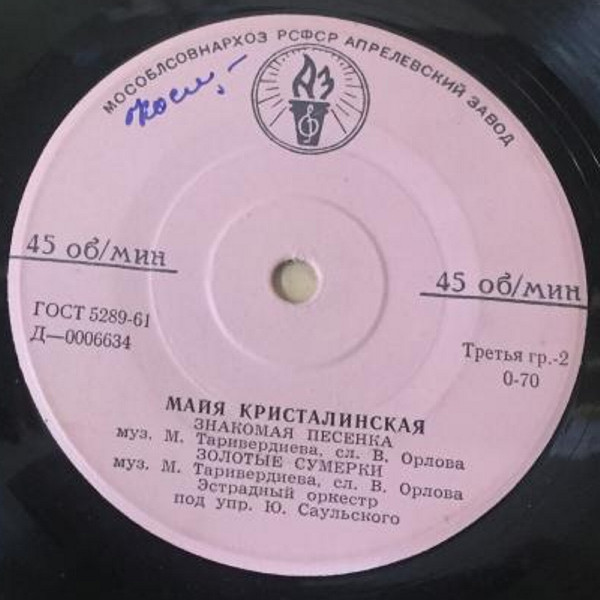 МОСОБЛСОВНАРХОЗ РСФСР АПРЕЛЕВСКИЙ ЗАВОД
АЗ
45 об/мин
45 об/мин
ГОСТ 5289-61
Д—0006634
Третья гр.-2
0-70
МАЙЯ КРИСТАЛИНСКАЯ
ЗНАКОМАЯ ПЕСЕНКА
муз. М. Таривердиева, сл. В. Орлова
ЗОЛОТЫЕ СУМЕРКИ
муз. М. Таривердиева, сл. В. Орлова
Эстрадный оркестр
под упр. Ю. Саульского